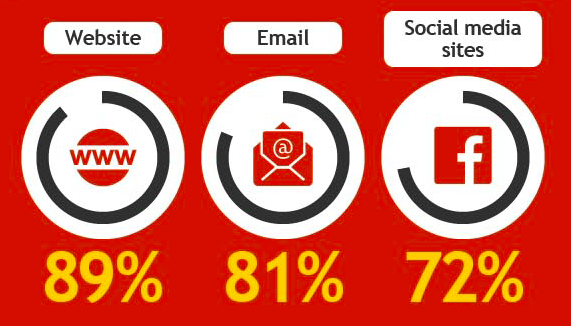 Website
Email
Social media
sites
www
@
f
89%
81%
72%